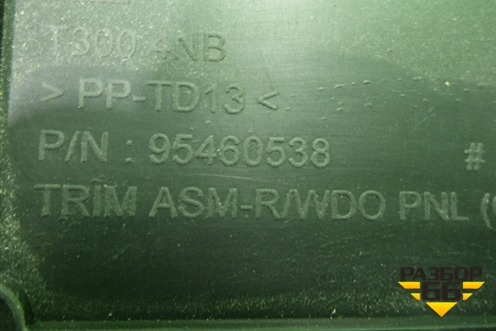 T300 4NB
> PP-TD13 <
P/N : 95460538 #
TRIM ASM-R/WDO PNL (
РАЗБОР
66